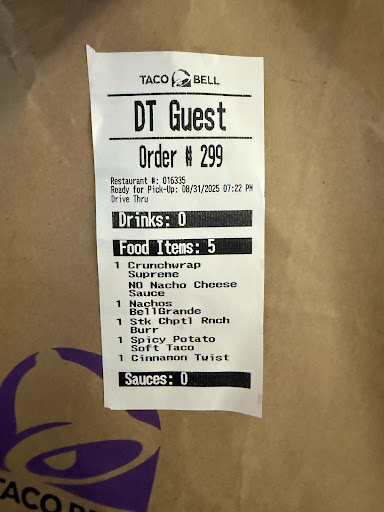 TACO BELL
DT Guest
Order # 299
Restaurant #: 016335
Ready for Pick-Up: 08/31/2025 07:22 PM
Drive Thru
Drinks: 0
Food Items: 5
1 Crunchwrap
Supreme
NO Nacho Cheese
Sauce
1 Nachos
BellGrande
1 Stk Chptl Rnch
Burr
1 Spicy Potato
Soft Taco
1 Cinnamon Twist
Sauces: 0
TACO BE